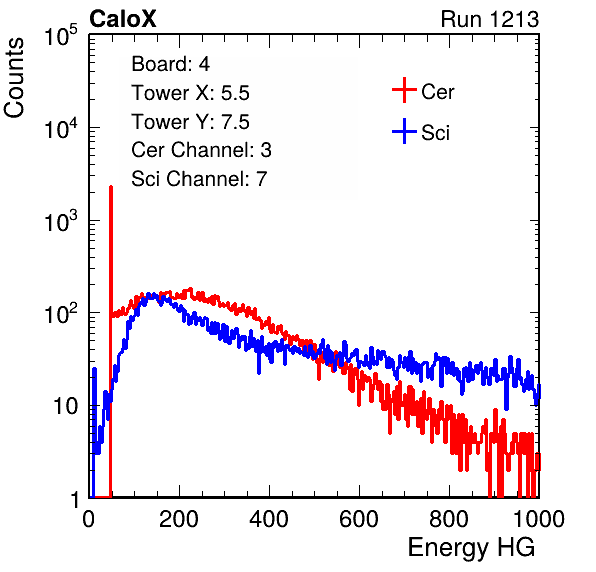 CaloX Run 1213
Counts
Board: 4
Tower X: 5.5
Tower Y: 7.5
Cer Channel: 3
Sci Channel: 7
Cer
Sci
10^5
10^4
10^3
10^2
10
1
0 200 400 600 800 1000
Energy HG